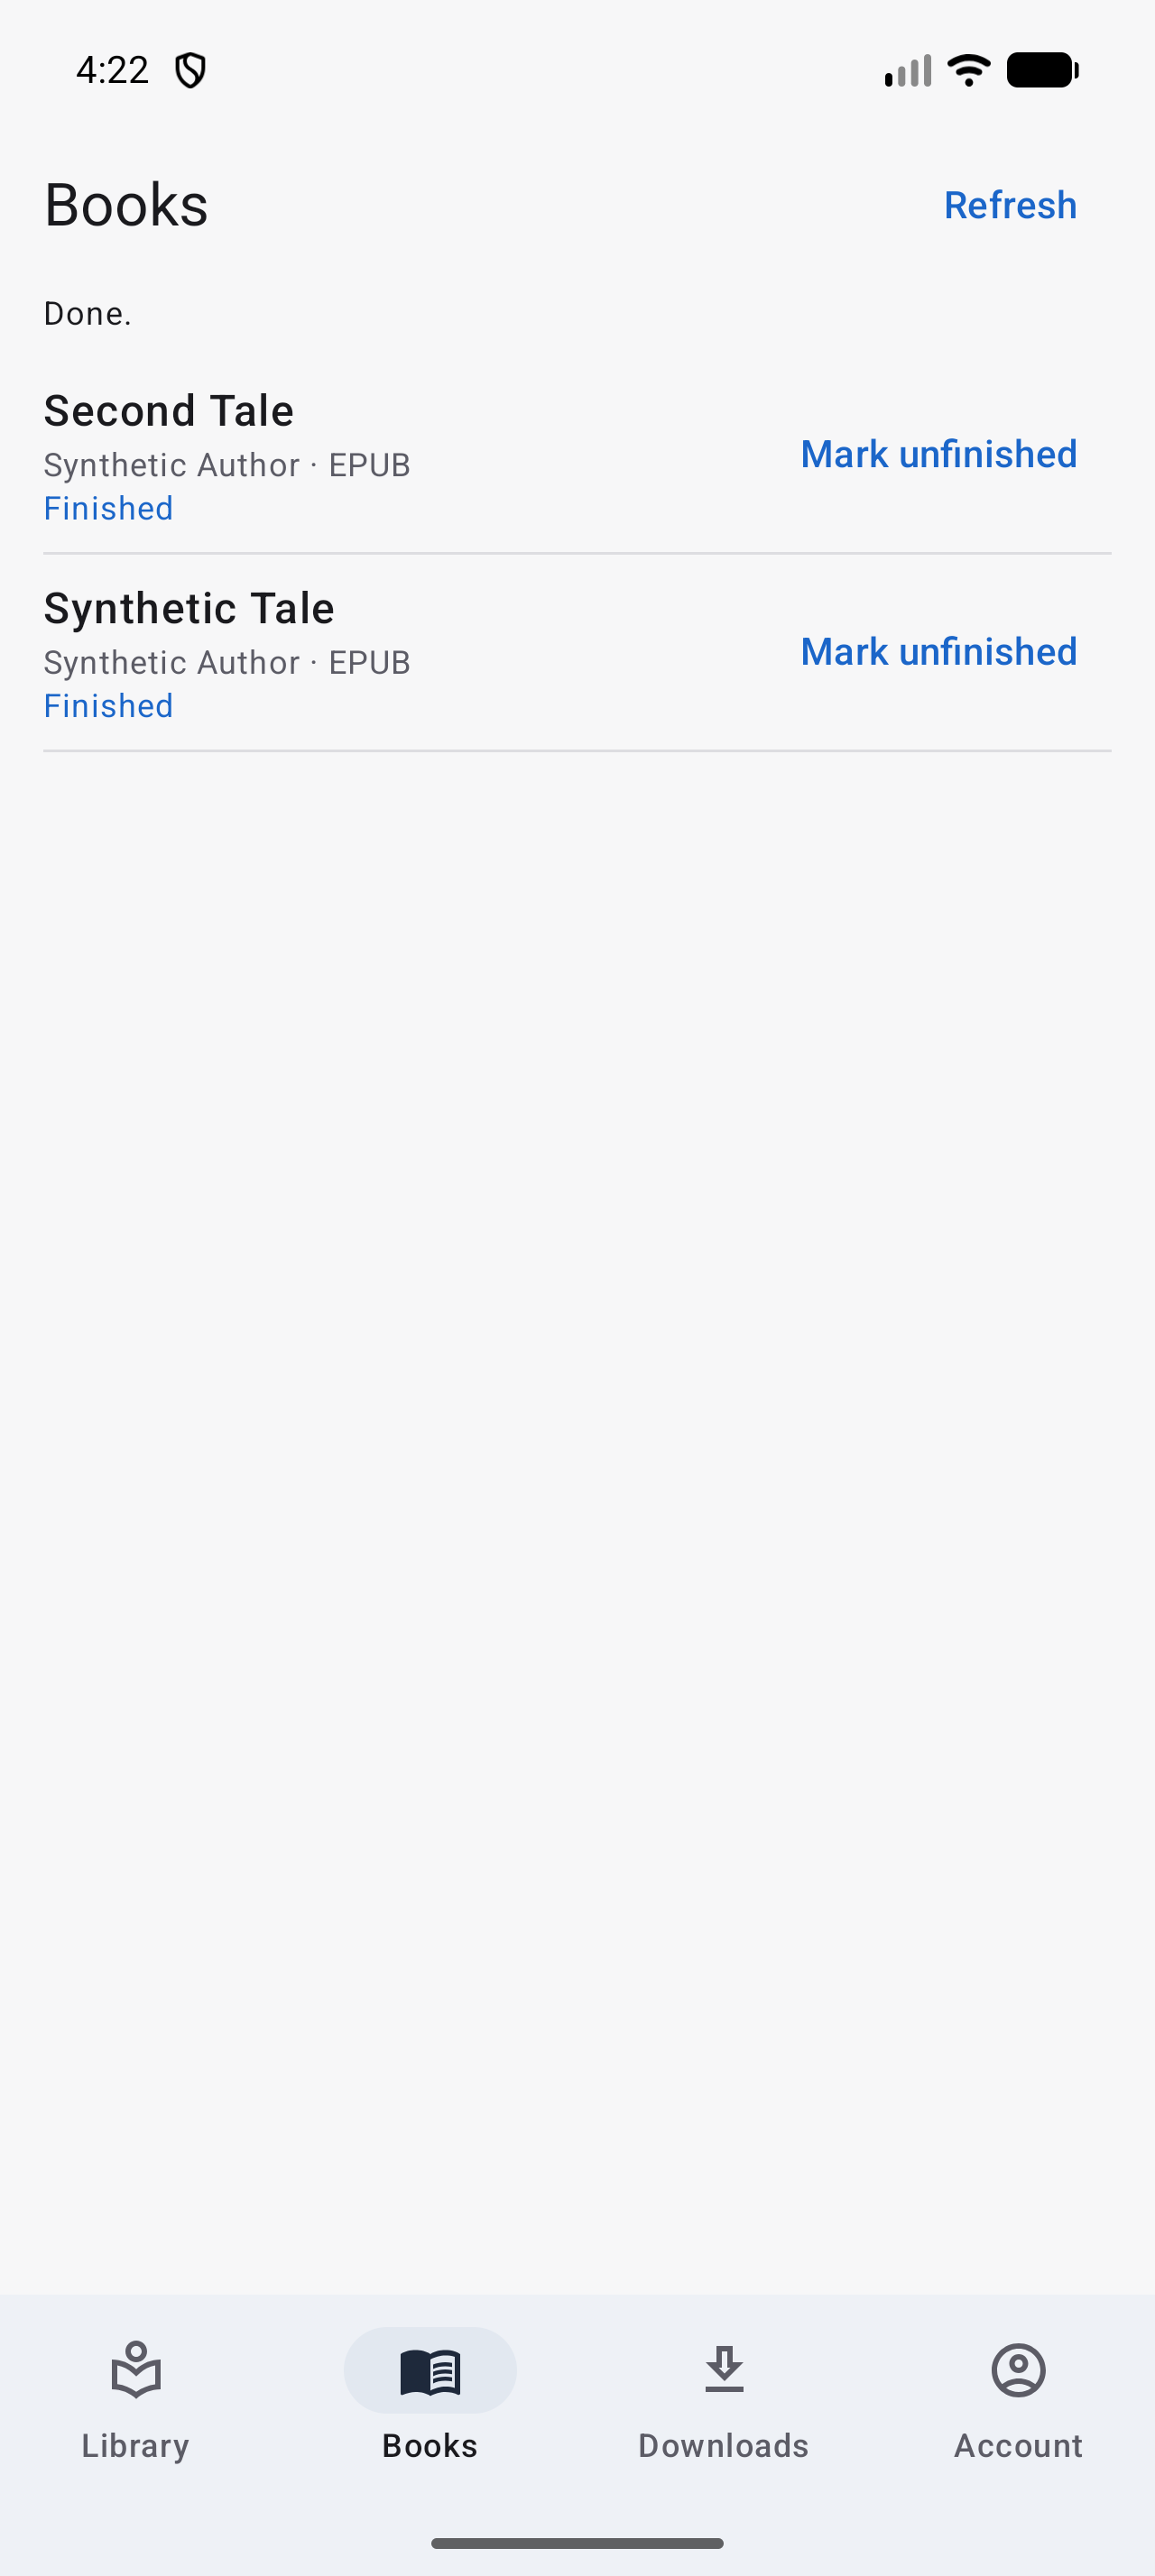 4:22
Books
Refresh
Done.
Second Tale
Synthetic Author · EPUB
Finished
Mark unfinished
Synthetic Tale
Synthetic Author · EPUB
Finished
Mark unfinished
Library
Books
Downloads
Account